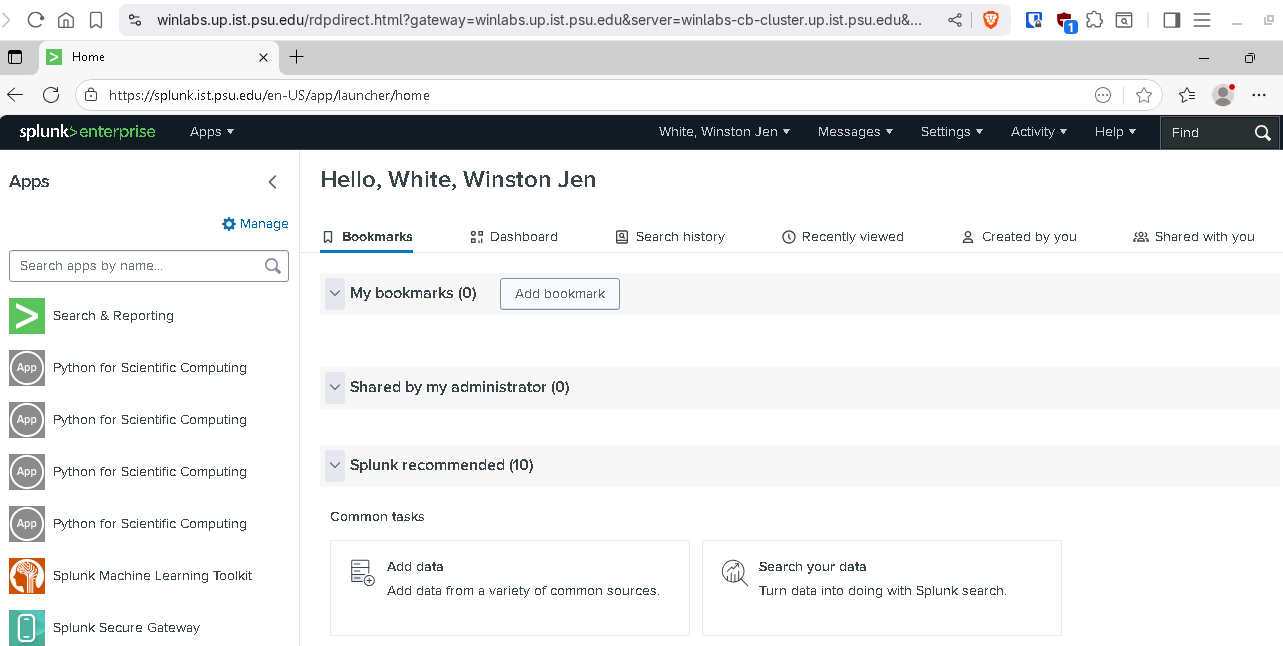 winlabs.up.ist.psu.edu/rdpdirect.html?gateway=winlabs.up.ist.psu.edu&server=winlabs-cb-cluster.up.ist.psu.edu&...
1
Home
https://splunk.ist.psu.edu/en-US/app/launcher/home
splunk>enterprise Apps White, Winston Jen Messages Settings Activity Help Find
Apps
Manage
Search apps by name...
Search & Reporting
App Python for Scientific Computing
App Python for Scientific Computing
App Python for Scientific Computing
App Python for Scientific Computing
Splunk Machine Learning Toolkit
Splunk Secure Gateway
Hello, White, Winston Jen
Bookmarks Dashboard Search history Recently viewed Created by you Shared with you
My bookmarks (0) Add bookmark
Shared by my administrator (0)
Splunk recommended (10)
Common tasks
Add data
Add data from a variety of common sources.
Search your data
Turn data into doing with Splunk search.